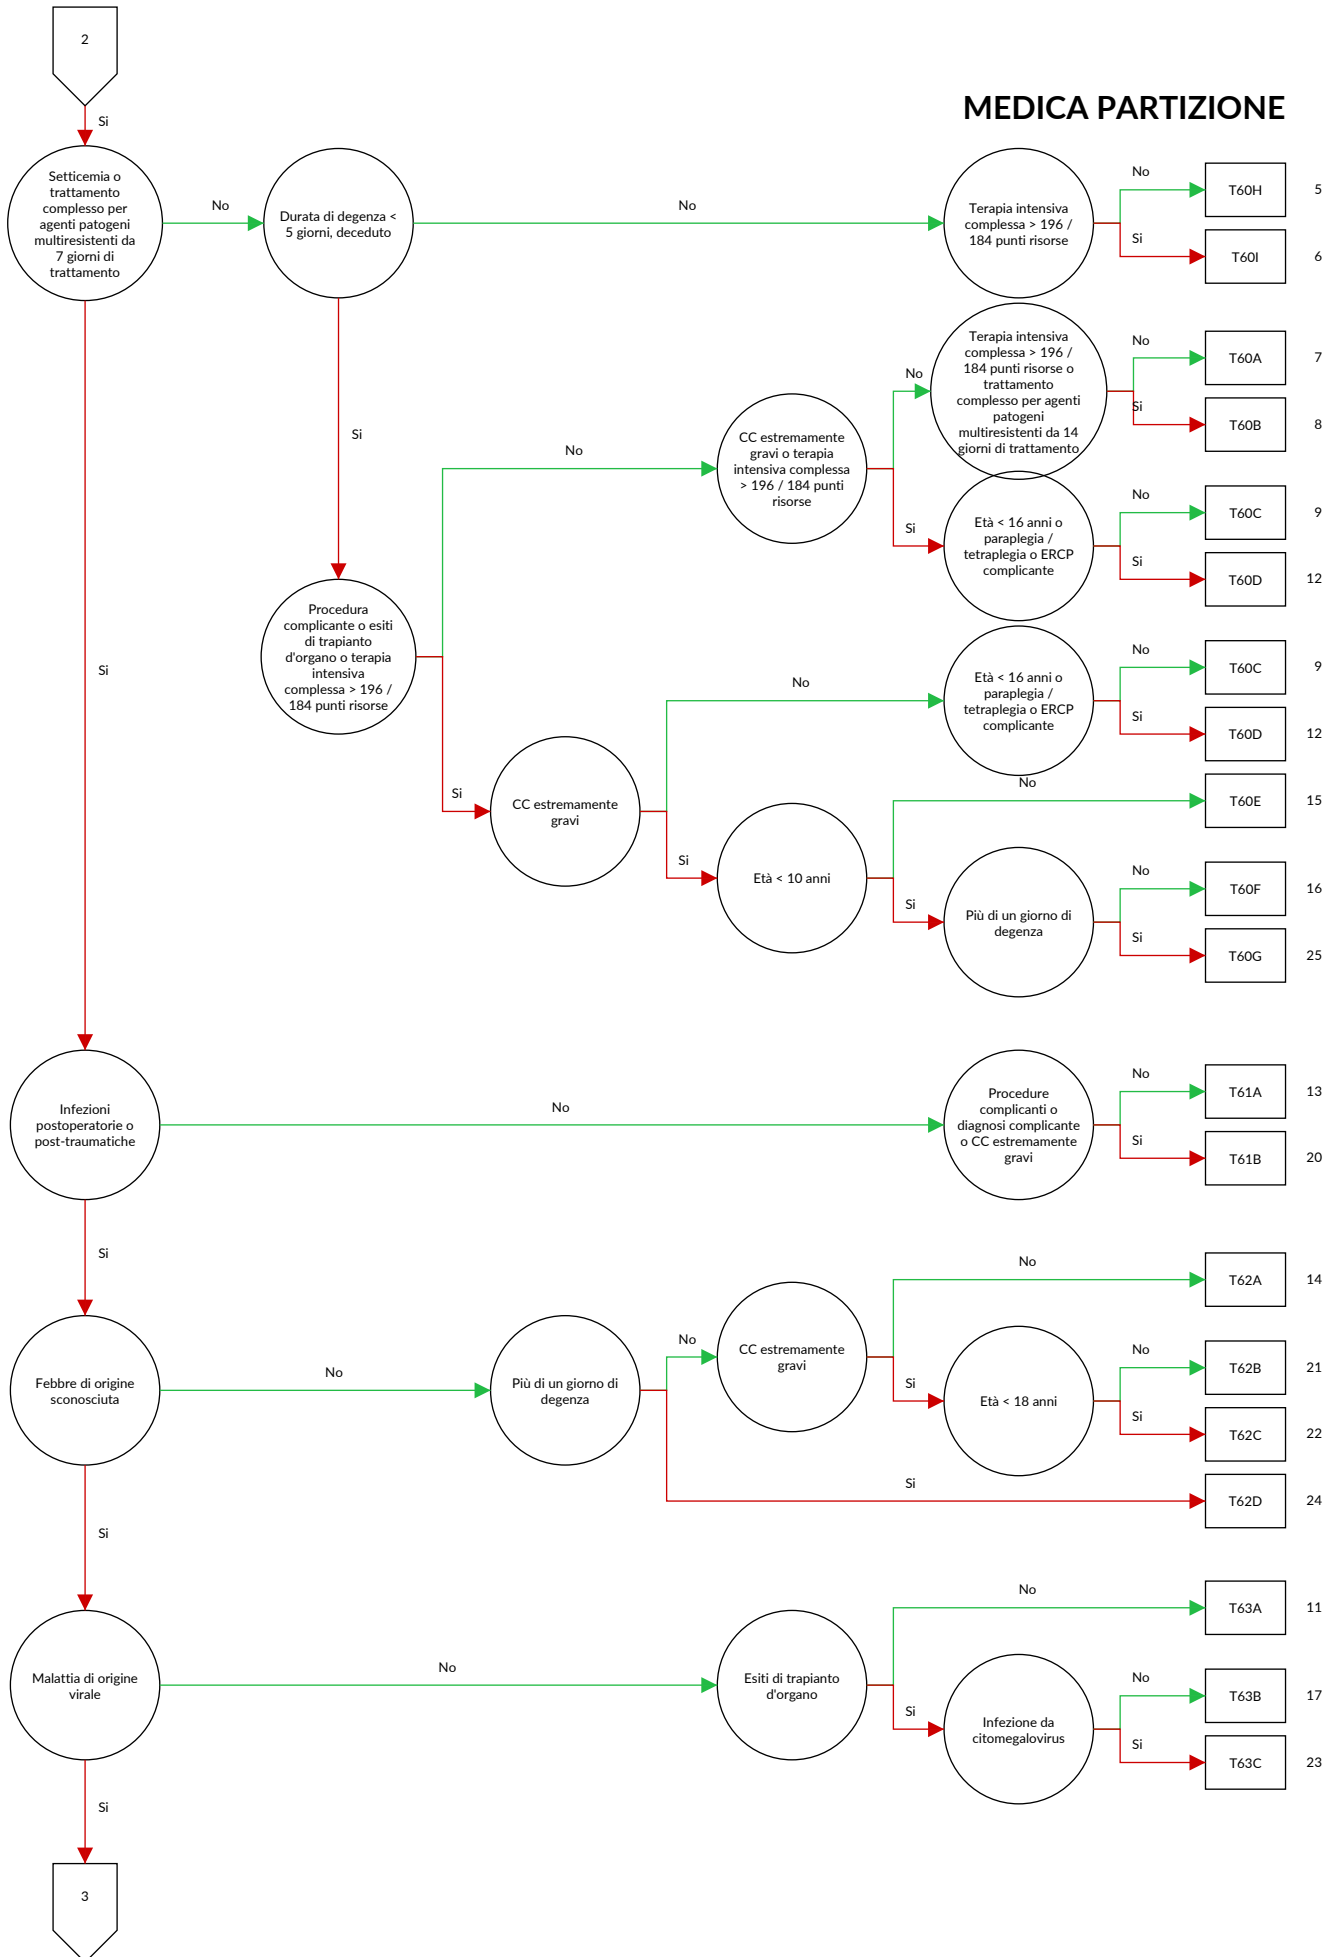 2
Si
MEDICA PARTIZIONE
Setticemia o
trattamento
complesso per
agenti patogeni
multiresistenti da
7 giorni di
trattamento
No
Durata di degenza <
5 giorni, deceduto
No
Terapia intensiva
complessa > 196 /
184 punti risorse
No
T60H
5
Si
T60I
6
Si
Si
Procedura
complicante o esiti
di trapianto
d'organo o terapia
intensiva
complessa > 196 /
184 punti risorse
No
CC estremamente
gravi o terapia
intensiva complessa
> 196 / 184 punti
risorse
No
Terapia intensiva
complessa > 196 /
184 punti risorse o
trattamento
complesso per agenti
patogeni
multiresistenti da 14
giorni di trattamento
No
T60A
7
Si
T60B
8
Si
Età < 16 anni o
paraplegia /
tetraplegia o ERCP
complicante
No
T60C
9
Si
T60D
12
Si
CC estremamente
gravi
No
Età < 16 anni o
paraplegia /
tetraplegia o ERCP
complicante
No
T60C
9
Si
T60D
12
Si
Età < 10 anni
No
T60E
15
Si
Più di un giorno di
degenza
No
T60F
16
Si
T60G
25
Infezioni
postoperatorie o
post-traumatiche
No
Procedure
complicanti o
diagnosi complicante
o CC estremamente
gravi
No
T61A
13
Si
T61B
20
Si
Febbre di origine
sconosciuta
No
Più di un giorno di
degenza
No
CC estremamente
gravi
No
T62A
14
Si
Età < 18 anni
No
T62B
21
Si
T62C
22
Si
T62D
24
Si
Malattia di origine
virale
No
Esiti di trapianto
d'organo
No
T63A
11
Si
Infezione da
citomegalovirus
No
T63B
17
Si
T63C
23
Si
3